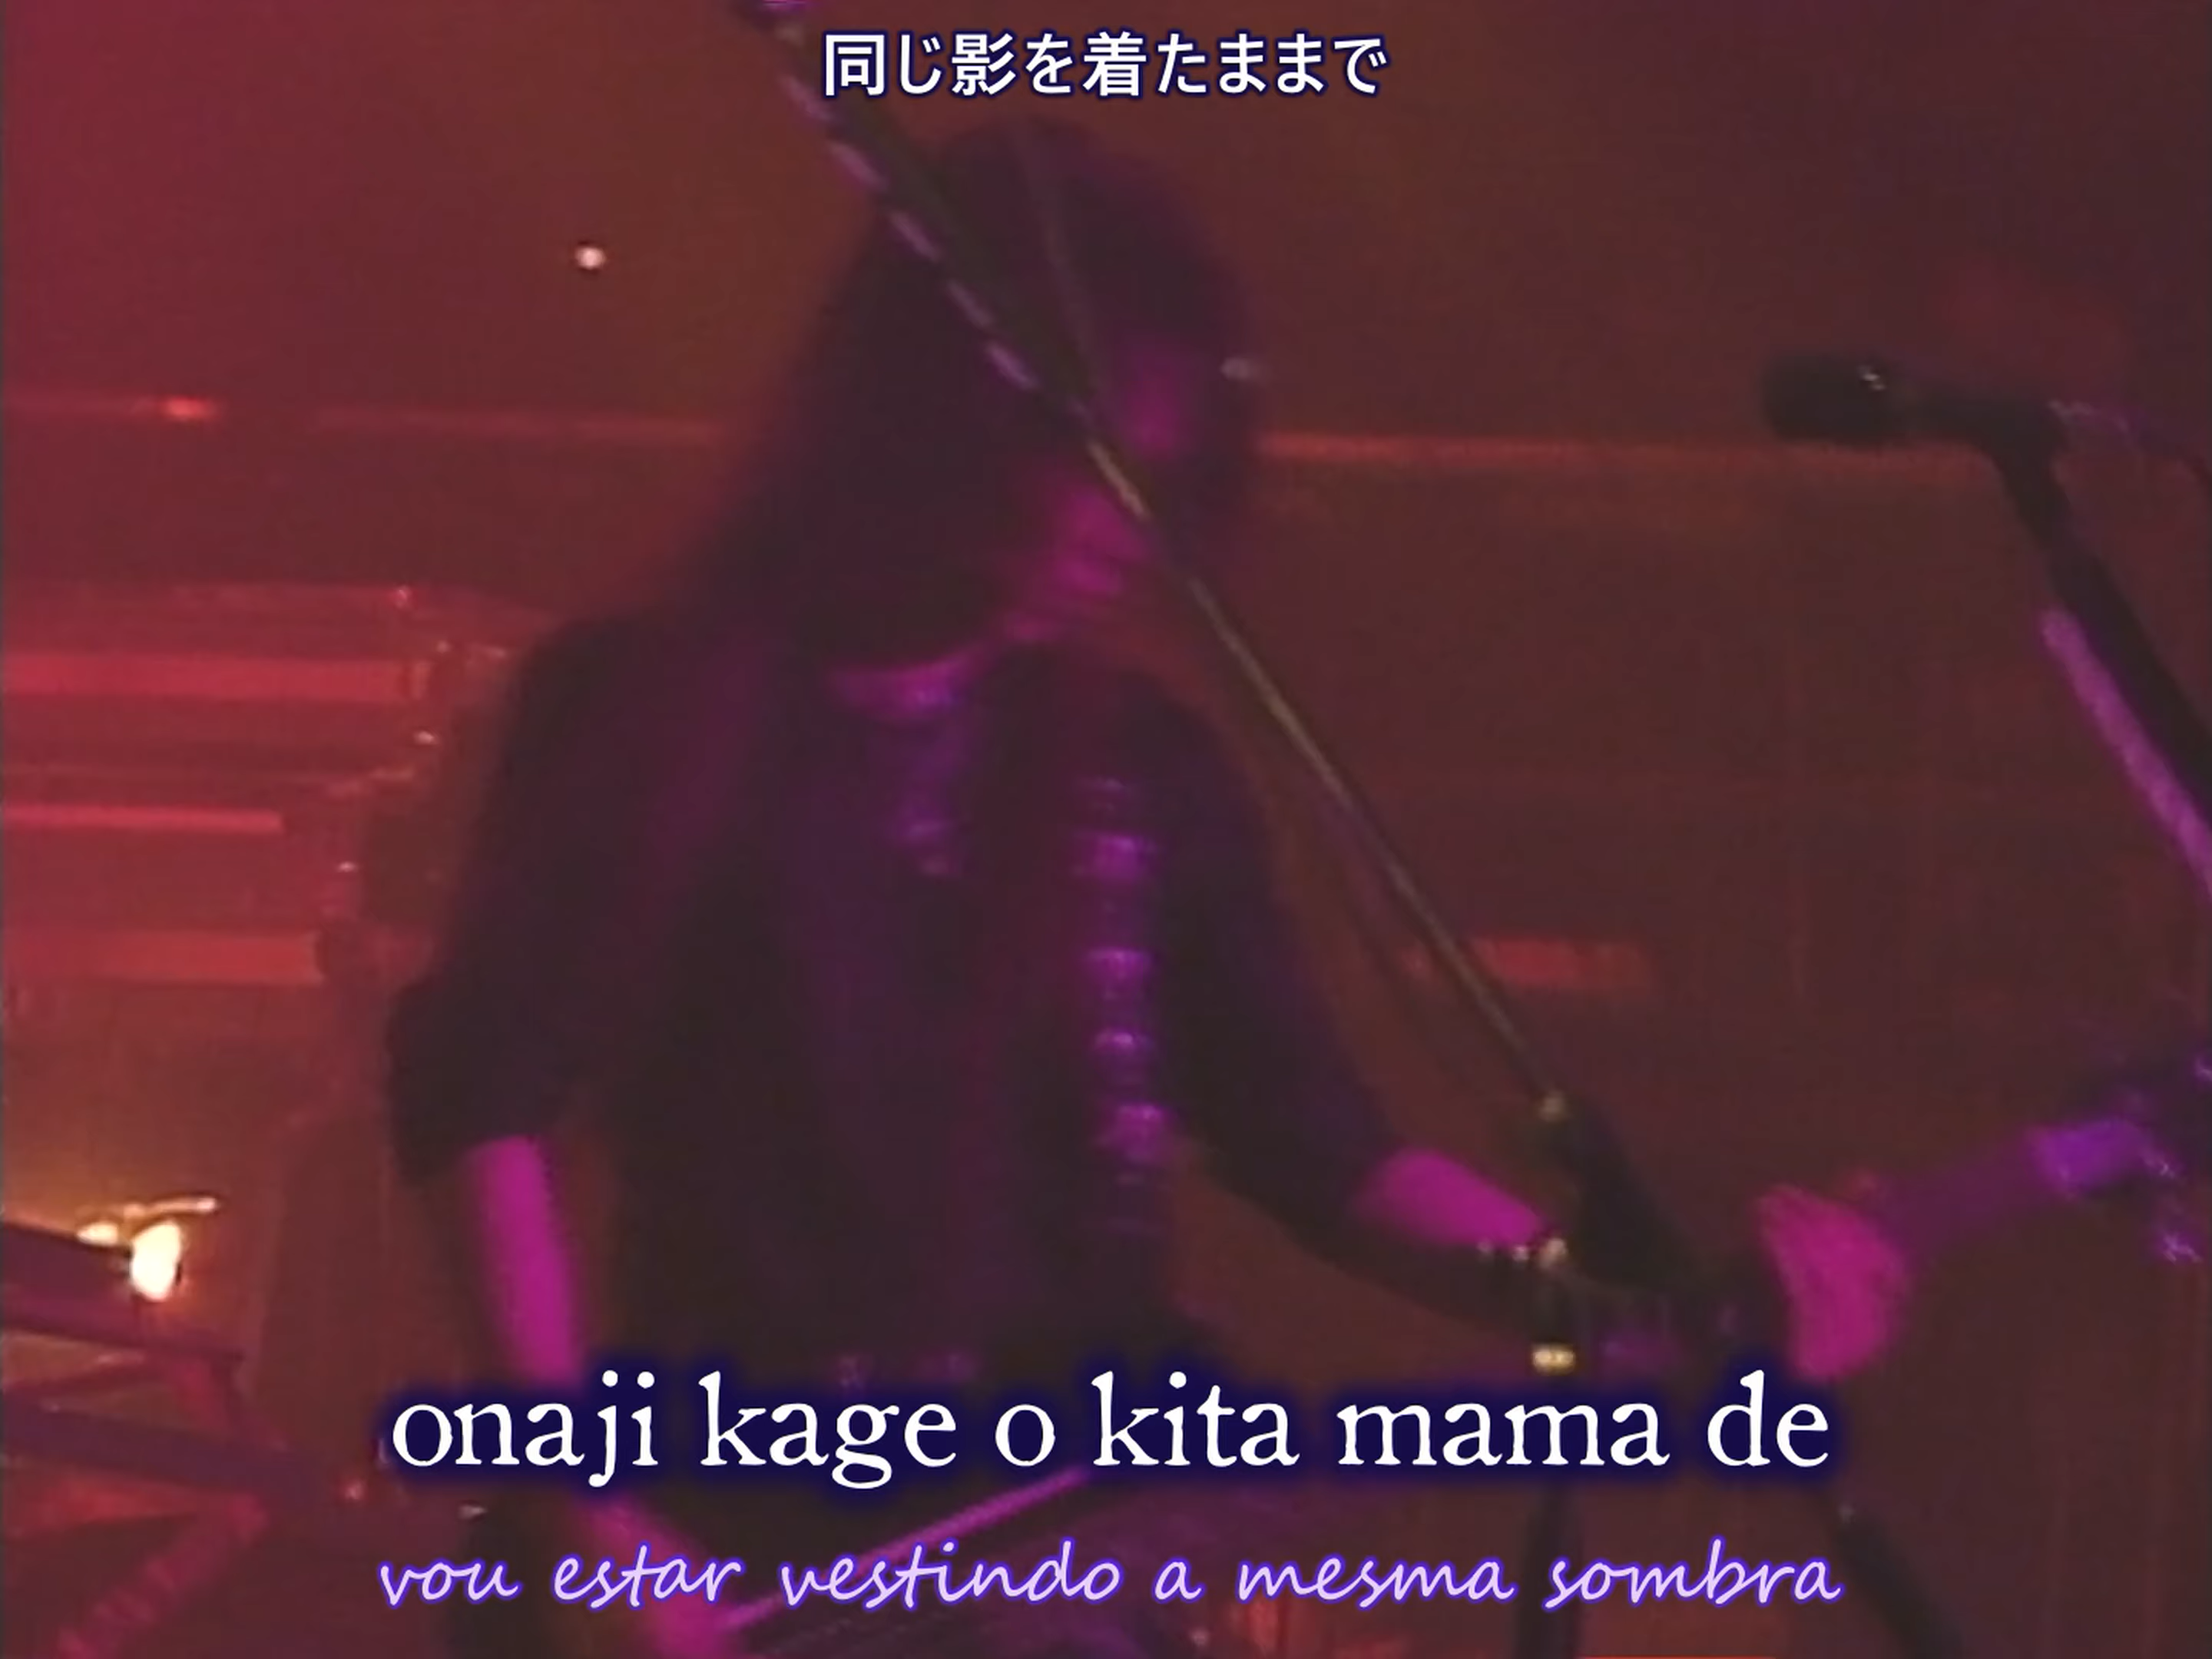 同じ影を着たままで
onaji kage o kita mama de
vou estar vestindo a mesma sombra